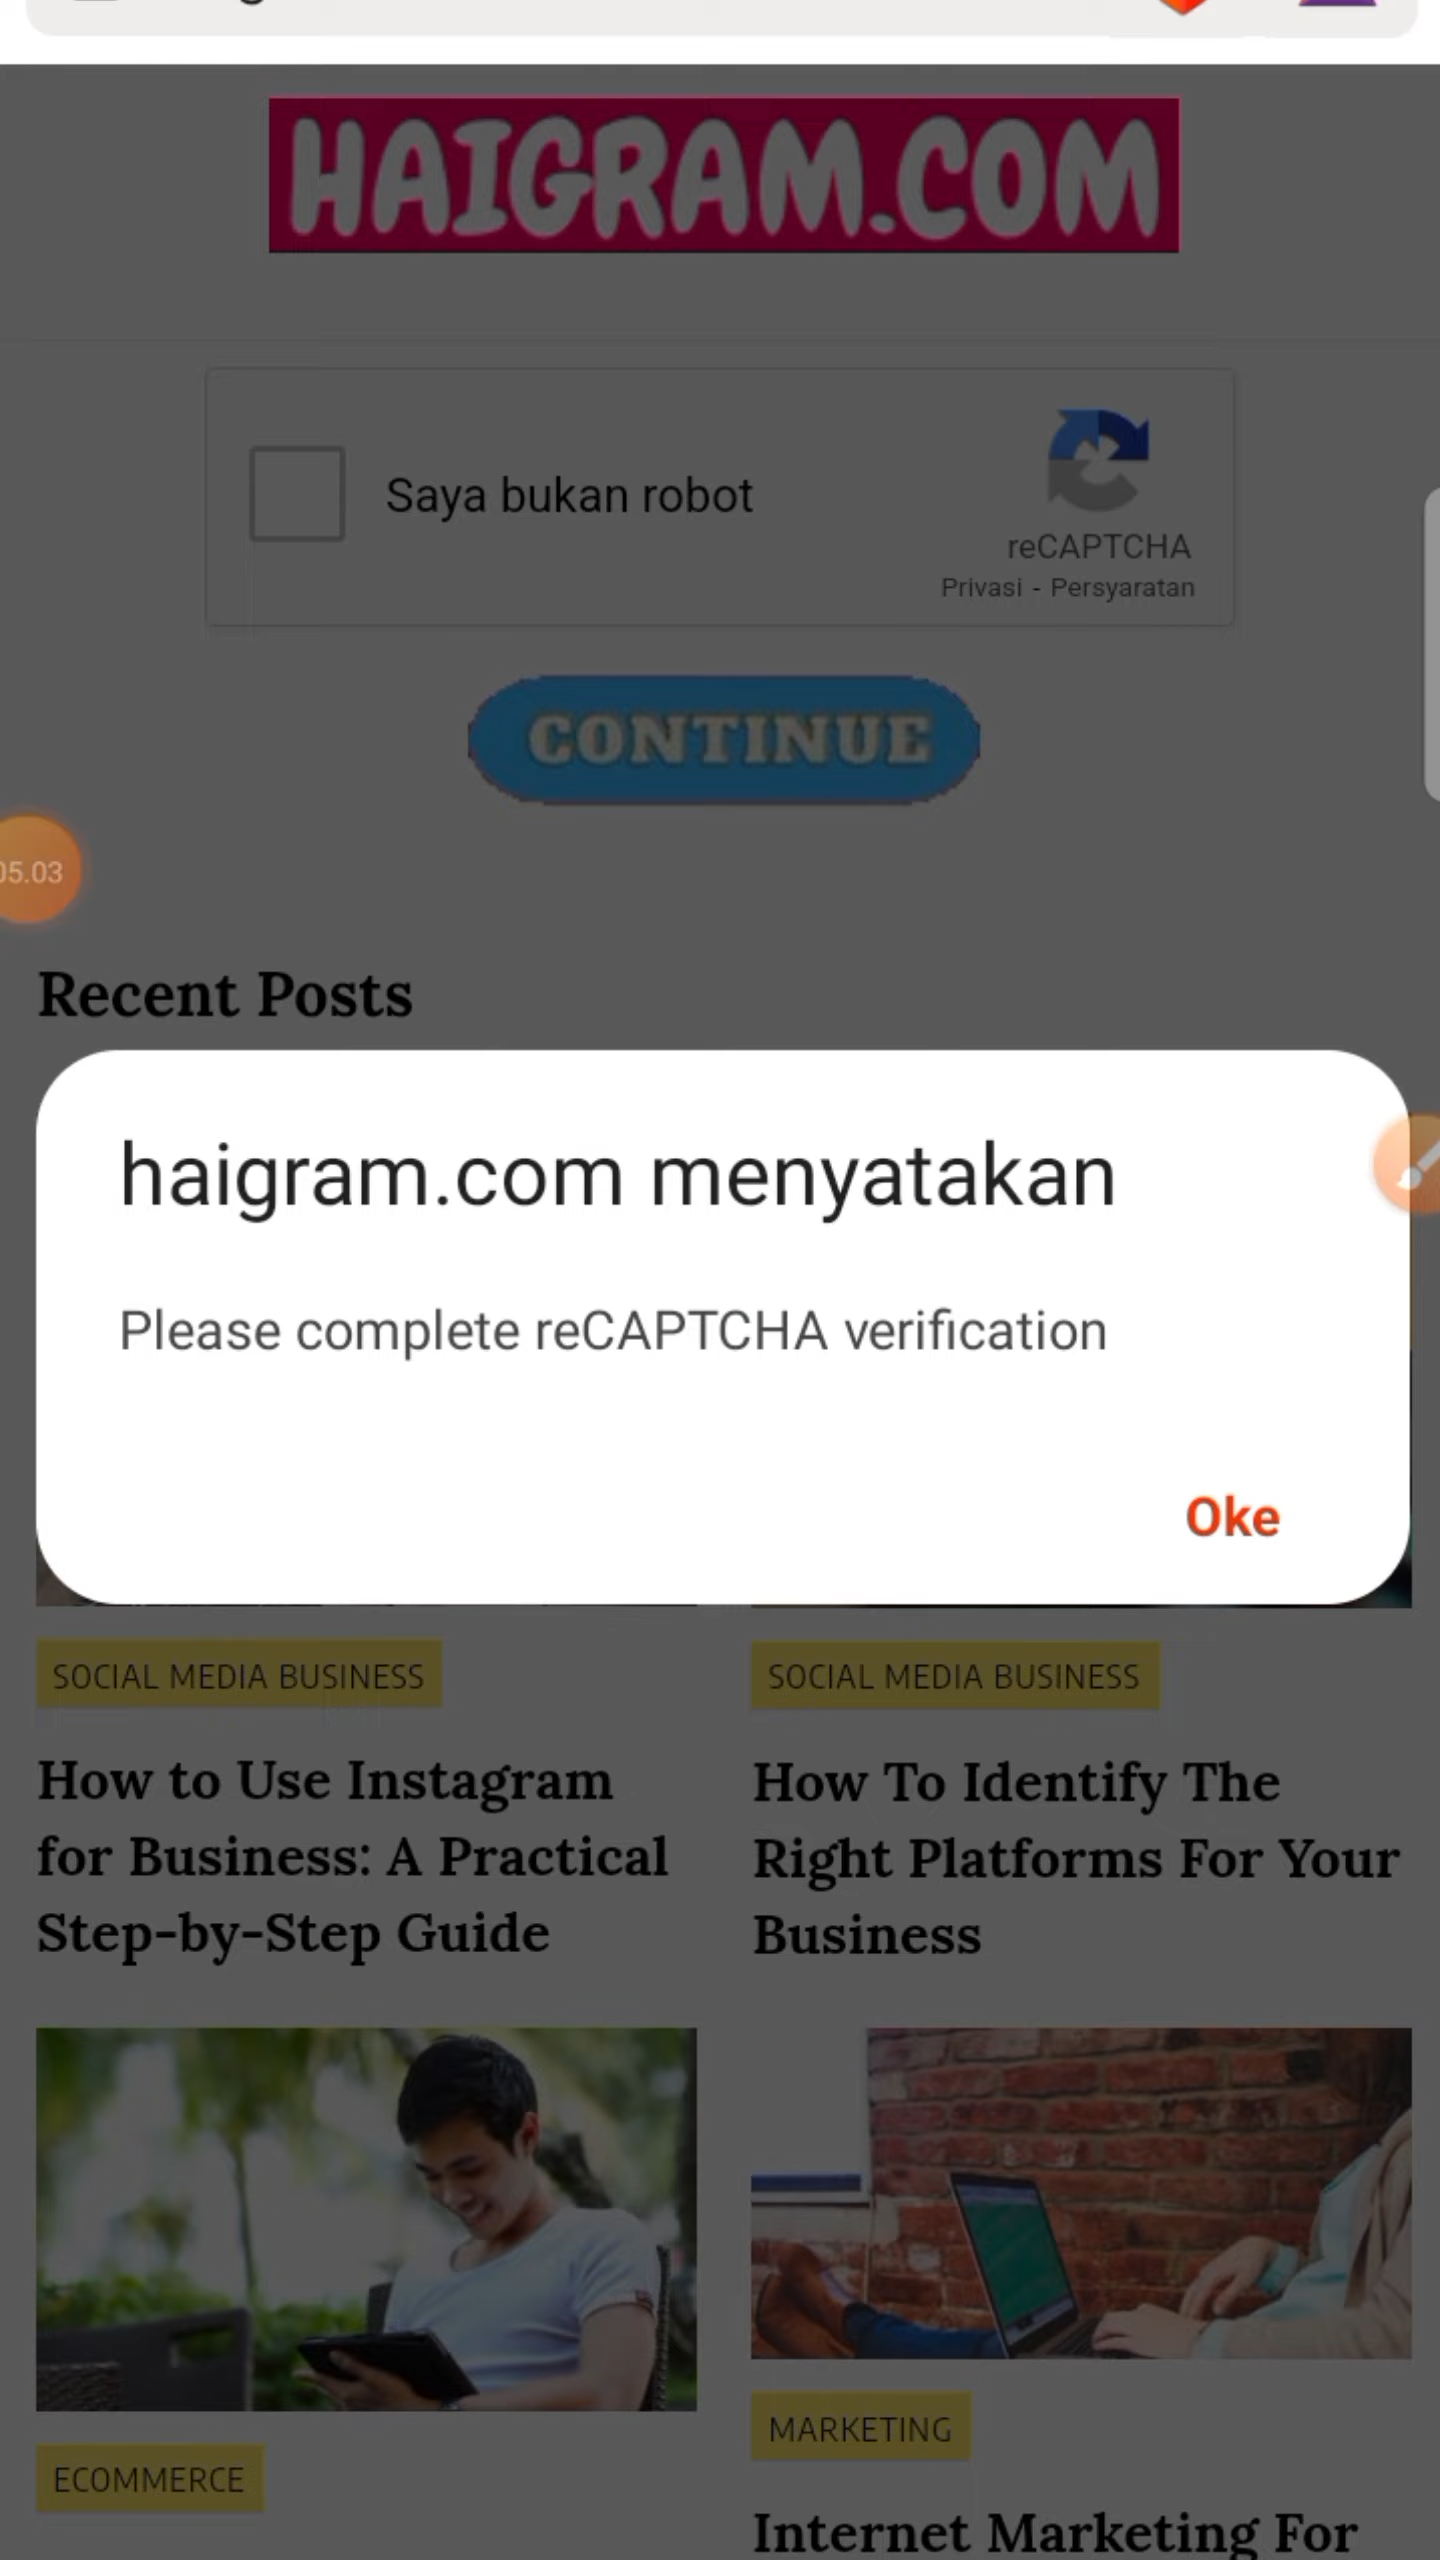 HAIGRAM.COM
Saya bukan robot
reCAPTCHA
Privasi - Persyaratan
CONTINUE
05.03
Recent Posts
haigram.com menyatakan
Please complete reCAPTCHA verification
Oke
SOCIAL MEDIA BUSINESS
How to Use Instagram
for Business: A Practical
Step-by-Step Guide
SOCIAL MEDIA BUSINESS
How To Identify The
Right Platforms For Your
Business
ECOMMERCE
MARKETING
Internet Marketing For